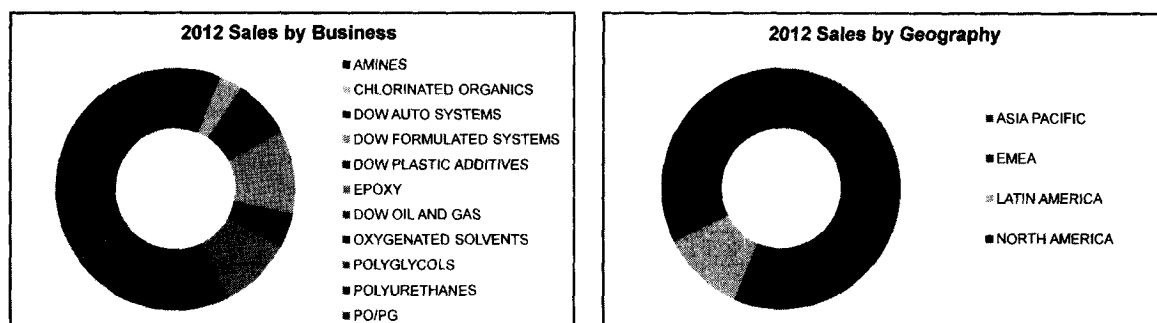 2012 Sales by Business
AMINES
CHLORINATED ORGANICS
DOW AUTO SYSTEMS
DOW FORMULATED SYSTEMS
DOW PLASTIC ADDITIVES
EPOXY
DOW OIL AND GAS
OXYGENATED SOLVENTS
POLYGLYCOLS
POLYURETHANES
PO/PG
2012 Sales by Geography
ASIA PACIFIC
EMEA
LATIN AMERICA
NORTH AMERICA